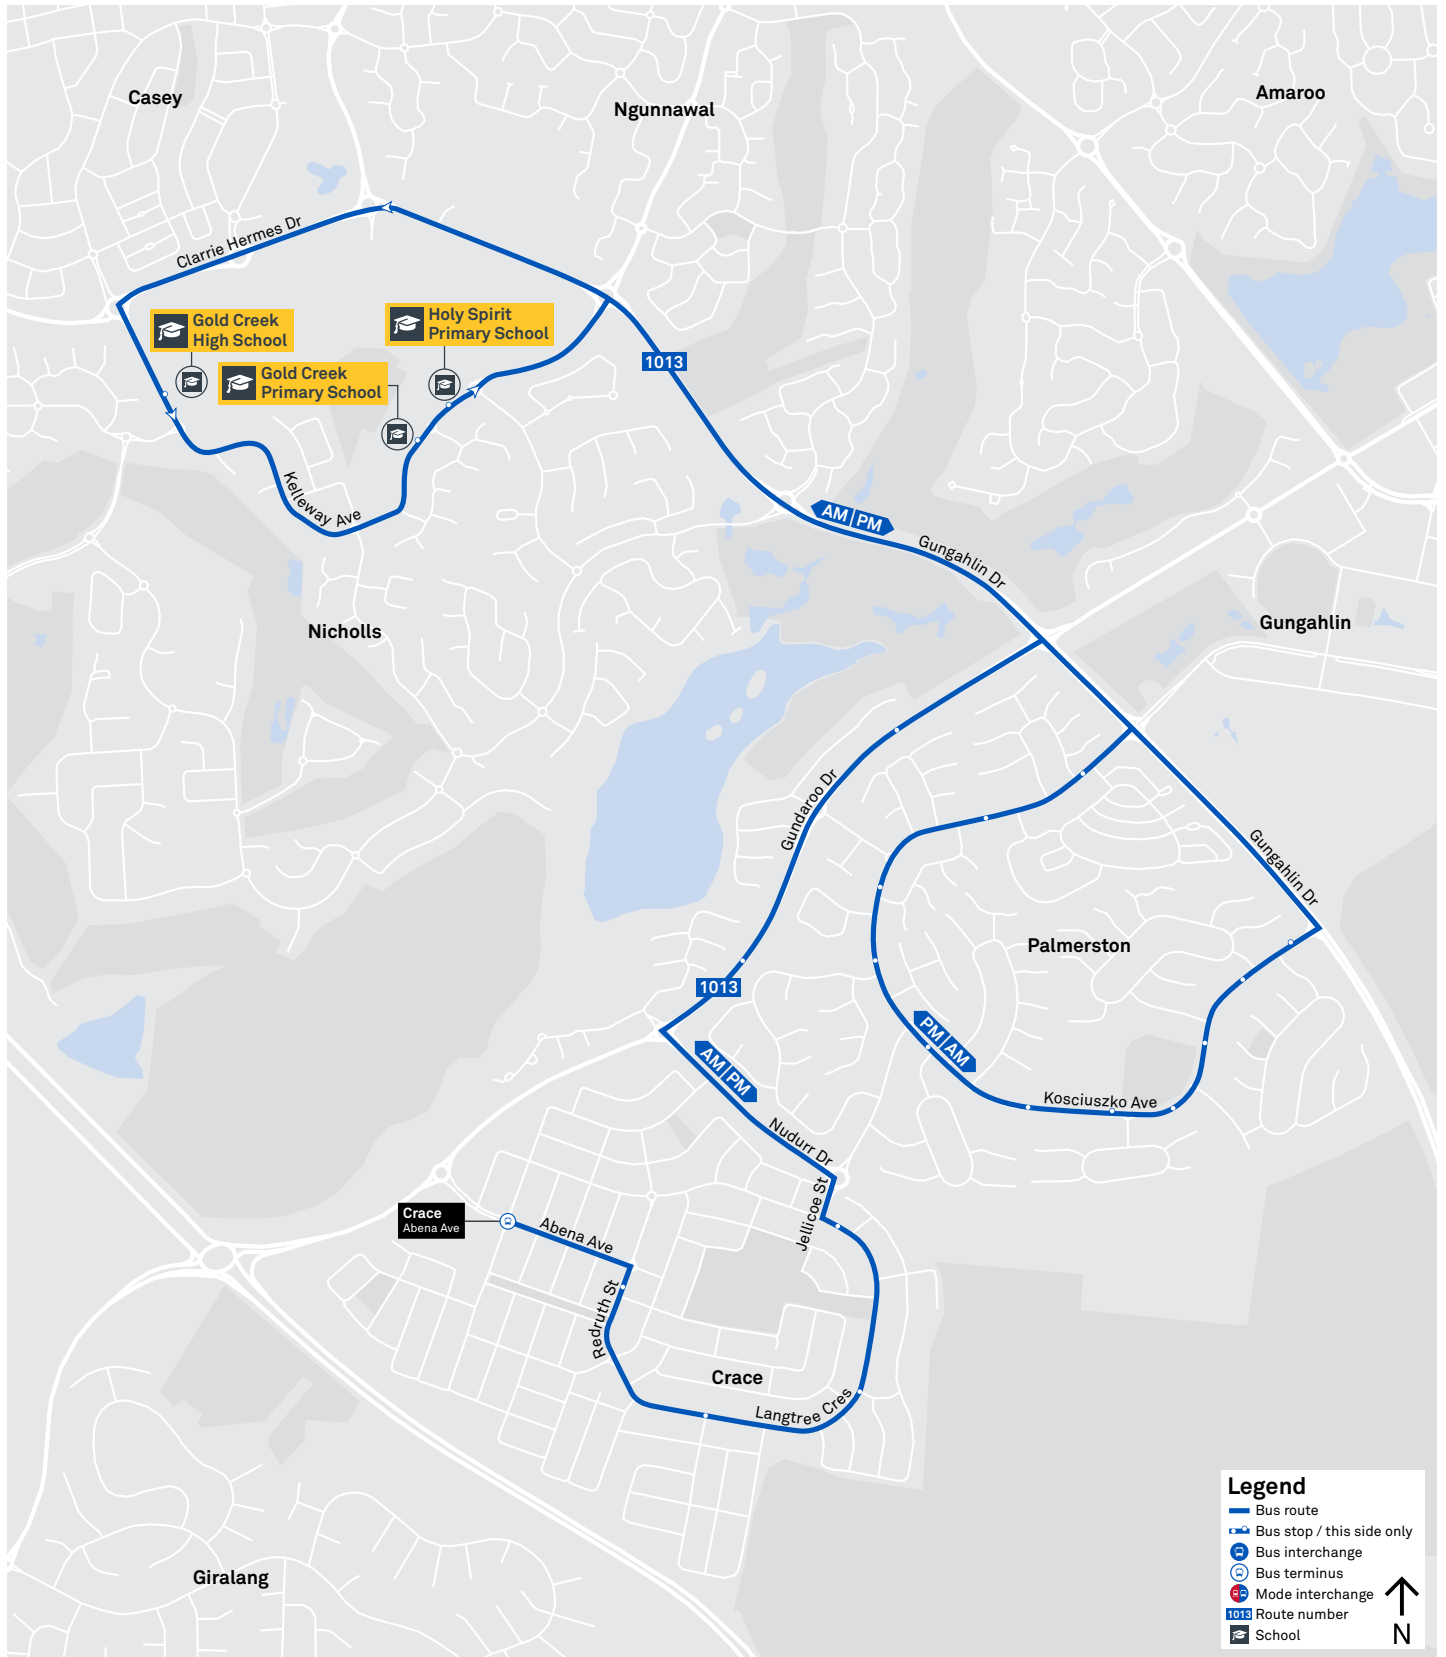 Casey
Ngunnawal
Amaroo
Clarrie Hermes Dr
Gold Creek
High School
Holy Spirit
Primary School
Gold Creek
Primary School
1013
Kelleway Ave
AM PM
Gungahlin Dr
Nicholls
Gungahlin
Gundaroo Dr
Gungahlin Dr
Palmerston
1013
PM AM
AM PM
Kosciuszko Ave
Nudurr Dr
Jellicoe St
Crace
Abena Ave
Abena Ave
Redruth St
Crace
Langtree Cres
Giralang
Legend
Bus route
Bus stop / this side only
Bus interchange
Bus terminus
Mode interchange
1013 Route number
School
N